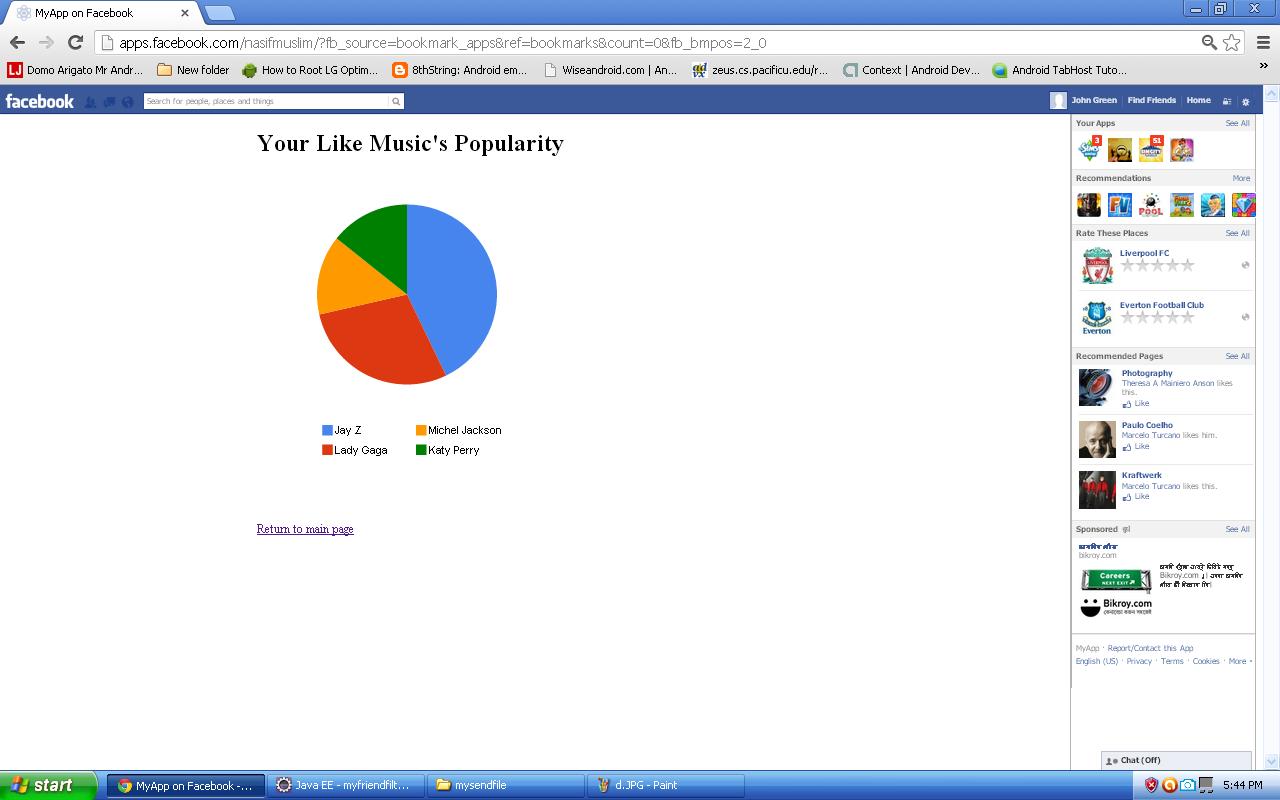 MyApp on Facebook
apps.facebook.com/nasifmuslim/?fb_source=bookmark_apps&ref=bookmarks&count=0&fb_bmpos=2_0
LJ Domo Arigato Mr Andr... New folder How to Root LG Optim... 8thString: Android em... Wiseandroid.com | An... zeus.cs.pacificu.edu/r... Context | Android Dev... Android TabHost Tuto... »
facebook Search for people, places and things John Green Find Friends Home
Your Like Music's Popularity
Jay Z Michel Jackson
Lady Gaga Katy Perry
Return to main page
Your Apps See All
3 51
Recommendations More
FV POOL
Rate These Places See All
Liverpool FC
Everton Football Club
Everton
Recommended Pages See All
Photography
Theresa A Mainiero Anson likes
this.
Like
Paulo Coelho
Marcelo Turcano likes him.
Like
Kraftwerk
Marcelo Turcano likes this.
Like
Sponsored See All
bikroy.com
Careers
NEXT EXIT
Bikroy.com
Bikroy.com
MyApp · Report/Contact this App
English (US) · Privacy · Terms · Cookies · More
Chat (Off)
start MyApp on Facebook -... Java EE - myfriendfilt... mysendfile d.JPG - Paint 5:44 PM